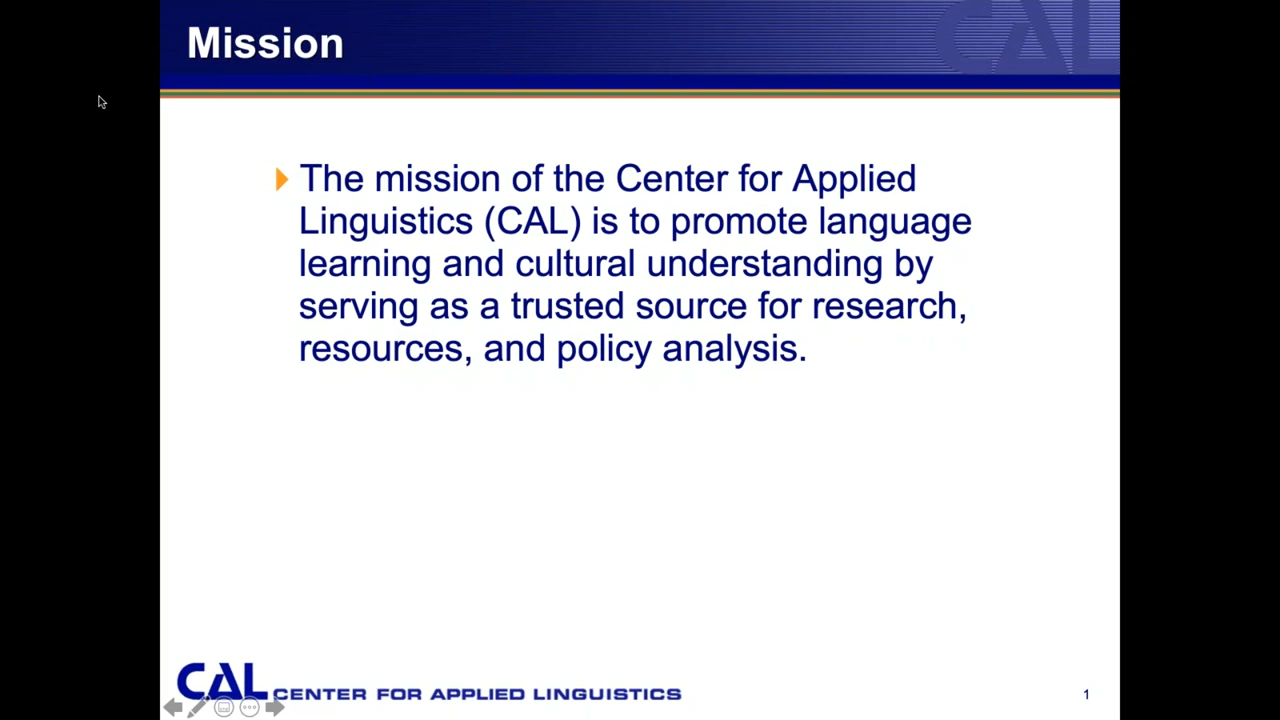 Mission
CAL
The mission of the Center for Applied
Linguistics (CAL) is to promote language
learning and cultural understanding by
serving as a trusted source for research,
resources, and policy analysis.
CAL CENTER FOR APPLIED LINGUISTICS
1